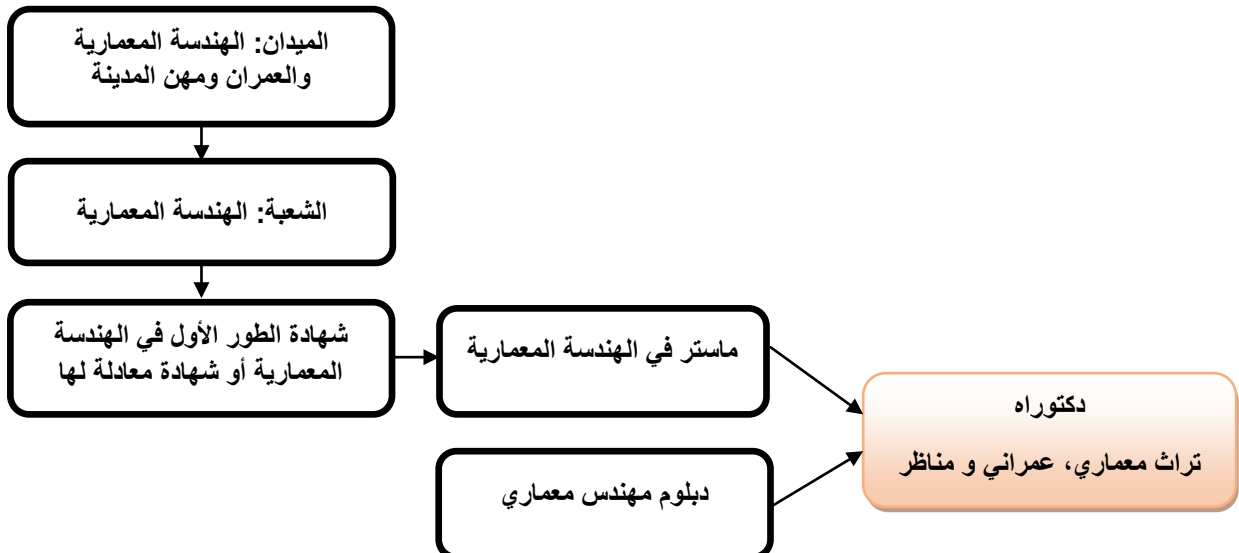 الميدان: الهندسة المعمارية
والعمران ومهن المدينة
الشعبة: الهندسة المعمارية
شهادة الطور الأول في الهندسة
المعمارية أو شهادة معادلة لها
ماستر في الهندسة المعمارية
دبلوم مهندس معماري
دكتوراه
تراث معماري، عمراني و مناظر